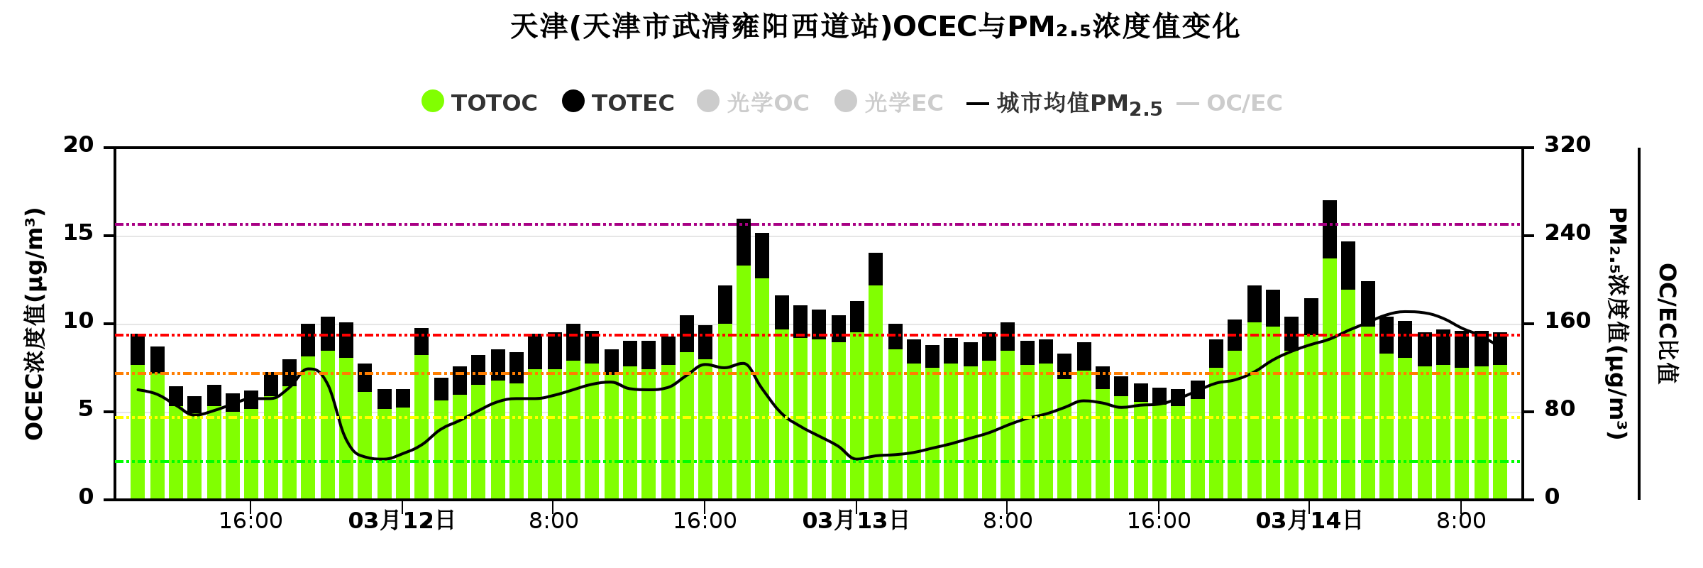 天津(天津市武清雍阳西道站)OCEC与PM₂.₅浓度值变化
TOTOC TOTEC 光学OC 光学EC 城市均值PM2.5 OC/EC
20 320
15 240
10 160
5 80
0 0
OCEC浓度值(μg/m³)
PM₂.₅浓度值(μg/m³)
OC/EC比值
16:00 03月12日 8:00 16:00 03月13日 8:00 16:00 03月14日 8:00